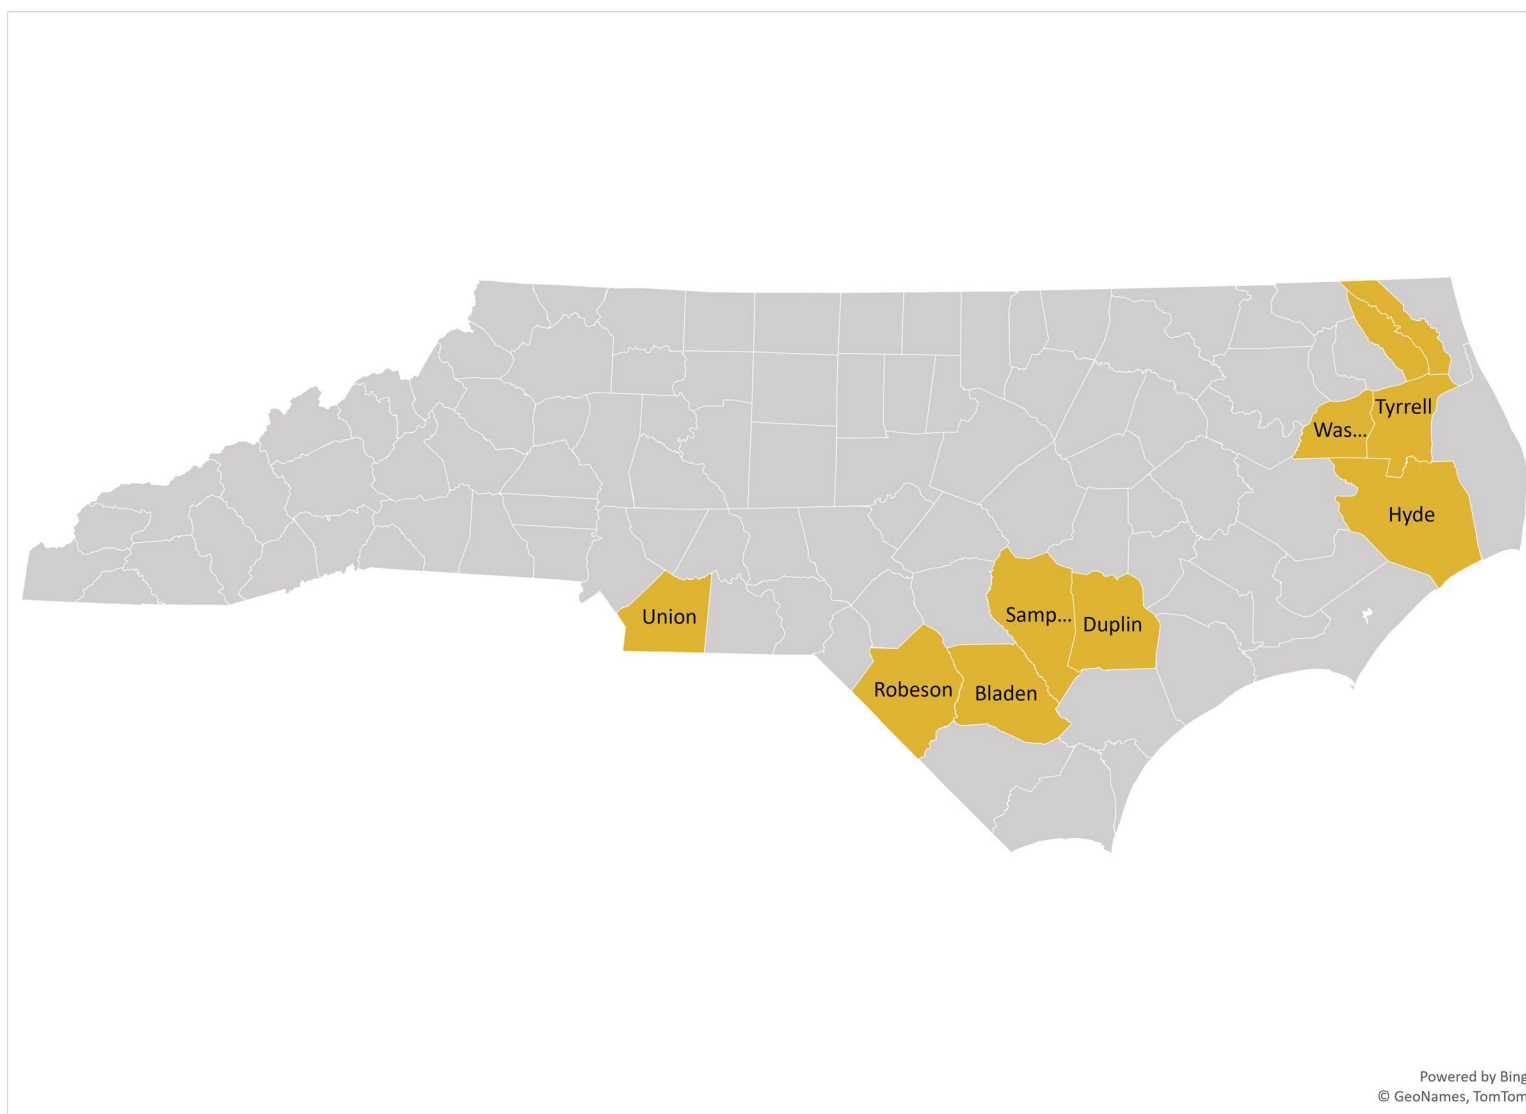 Tyrrell
Was...
Hyde
Union
Samp...
Duplin
Robeson
Bladen
Powered by Bing
© GeoNames, TomTom